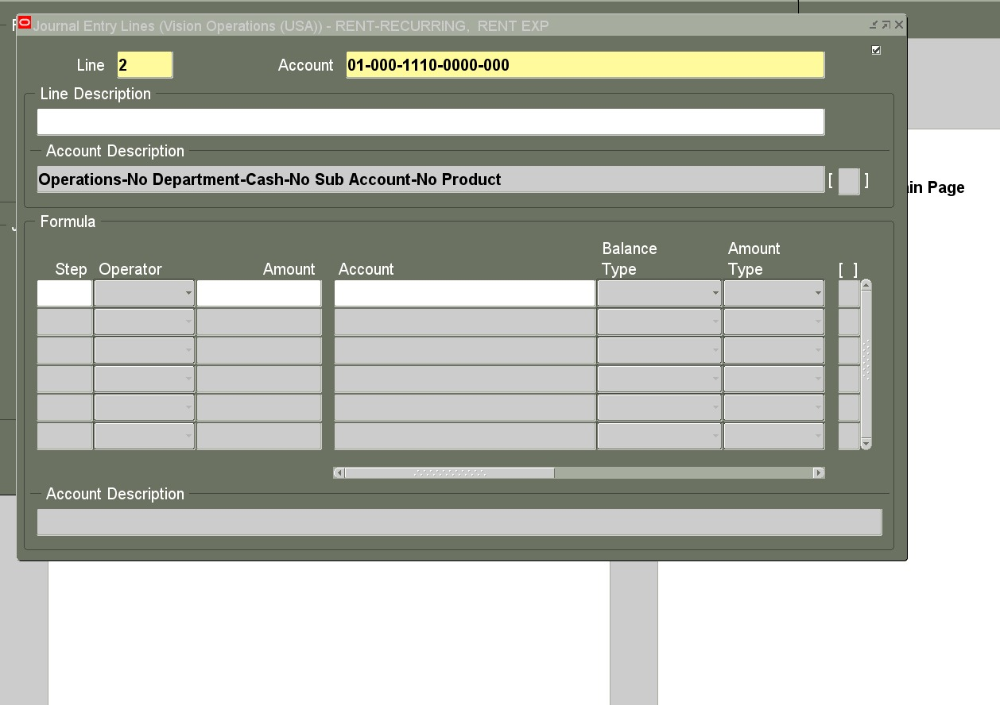 Journal Entry Lines (Vision Operations (USA)) - RENT-RECURRING, RENT EXP
Line 2 Account 01-000-1110-0000-000
Line Description
Account Description
Operations-No Department-Cash-No Sub Account-No Product [ ]
in Page
Formula
Balance Amount
Step Operator Amount Account Type Type [ ]
Account Description